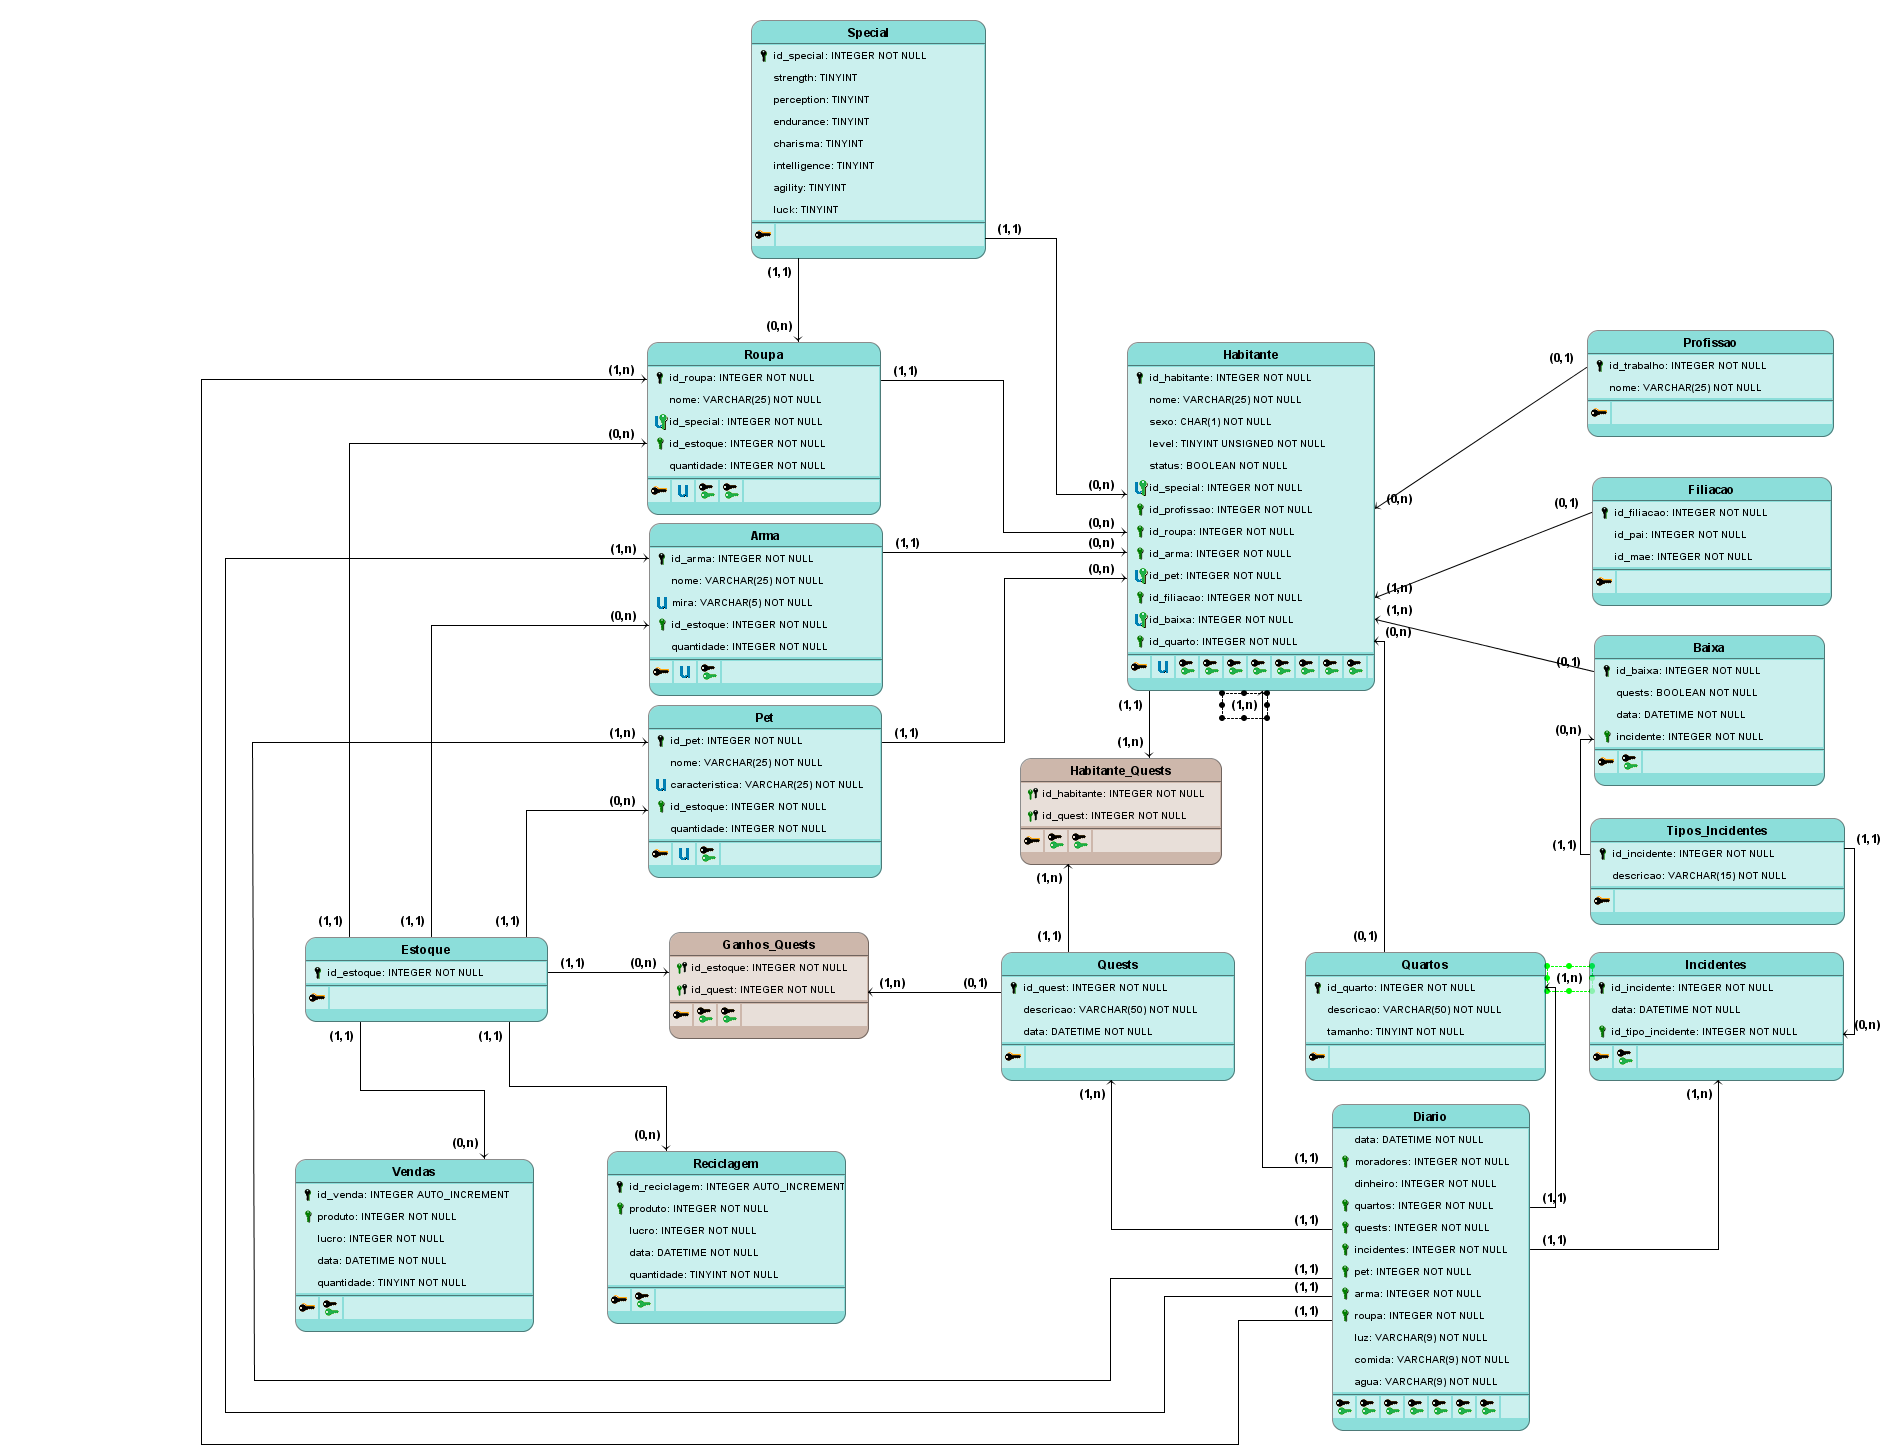 Special
id_special: INTEGER NOT NULL
strength: TINYINT
perception: TINYINT
endurance: TINYINT
charisma: TINYINT
intelligence: TINYINT
agility: TINYINT
luck: TINYINT
(1,1)
(1,1)
(0,n)
Roupa
id_roupa: INTEGER NOT NULL
nome: VARCHAR(25) NOT NULL
id_special: INTEGER NOT NULL
id_estoque: INTEGER NOT NULL
quantidade: INTEGER NOT NULL
(1,n)
(0,n)
(1,1)
Arma
id_arma: INTEGER NOT NULL
nome: VARCHAR(25) NOT NULL
mira: VARCHAR(5) NOT NULL
id_estoque: INTEGER NOT NULL
quantidade: INTEGER NOT NULL
(1,n)
(0,n)
(1,1)
Pet
id_pet: INTEGER NOT NULL
nome: VARCHAR(25) NOT NULL
caracteristica: VARCHAR(25) NOT NULL
id_estoque: INTEGER NOT NULL
quantidade: INTEGER NOT NULL
(1,n)
(0,n)
(1,1)
Habitante
id_habitante: INTEGER NOT NULL
nome: VARCHAR(25) NOT NULL
sexo: CHAR(1) NOT NULL
level: TINYINT UNSIGNED NOT NULL
status: BOOLEAN NOT NULL
id_special: INTEGER NOT NULL
id_profissao: INTEGER NOT NULL
id_roupa: INTEGER NOT NULL
id_arma: INTEGER NOT NULL
id_pet: INTEGER NOT NULL
id_filiacao: INTEGER NOT NULL
id_baixa: INTEGER NOT NULL
id_quarto: INTEGER NOT NULL
(0,n)
(0,n)
(0,n)
(0,n)
(0,n)
(1,n)
(1,n)
(0,n)
(1,1)
(1,n)
(1,n)
Profissao
id_trabalho: INTEGER NOT NULL
nome: VARCHAR(25) NOT NULL
(0,1)
Filiacao
id_filiacao: INTEGER NOT NULL
id_pai: INTEGER NOT NULL
id_mae: INTEGER NOT NULL
(0,1)
Baixa
id_baixa: INTEGER NOT NULL
quests: BOOLEAN NOT NULL
data: DATETIME NOT NULL
incidente: INTEGER NOT NULL
(0,1)
(0,n)
Tipos_Incidentes
id_incidente: INTEGER NOT NULL
descricao: VARCHAR(15) NOT NULL
(1,1)
(1,1)
Habitante_Quests
id_habitante: INTEGER NOT NULL
id_quest: INTEGER NOT NULL
(1,n)
(1,1)
Estoque
id_estoque: INTEGER NOT NULL
(1,1)
(1,1)
(1,1)
(1,1)
(0,n)
(1,1)
(1,1)
Ganhos_Quests
id_estoque: INTEGER NOT NULL
id_quest: INTEGER NOT NULL
(1,n)
(0,1)
Quests
id_quest: INTEGER NOT NULL
descricao: VARCHAR(50) NOT NULL
data: DATETIME NOT NULL
(1,n)
(0,1)
Quartos
id_quarto: INTEGER NOT NULL
descricao: VARCHAR(50) NOT NULL
tamanho: TINYINT NOT NULL
(1,n)
Incidentes
id_incidente: INTEGER NOT NULL
data: DATETIME NOT NULL
id_tipo_incidente: INTEGER NOT NULL
(0,n)
(1,n)
(0,n)
Vendas
id_venda: INTEGER AUTO_INCREMENT
produto: INTEGER NOT NULL
lucro: INTEGER NOT NULL
data: DATETIME NOT NULL
quantidade: TINYINT NOT NULL
(0,n)
Reciclagem
id_reciclagem: INTEGER AUTO_INCREMENT
produto: INTEGER NOT NULL
lucro: INTEGER NOT NULL
data: DATETIME NOT NULL
quantidade: TINYINT NOT NULL
Diario
data: DATETIME NOT NULL
moradores: INTEGER NOT NULL
dinheiro: INTEGER NOT NULL
quartos: INTEGER NOT NULL
quests: INTEGER NOT NULL
incidentes: INTEGER NOT NULL
pet: INTEGER NOT NULL
arma: INTEGER NOT NULL
roupa: INTEGER NOT NULL
luz: VARCHAR(9) NOT NULL
comida: VARCHAR(9) NOT NULL
agua: VARCHAR(9) NOT NULL
(1,1)
(1,1)
(1,1)
(1,1)
(1,1)
(1,1)
(1,1)